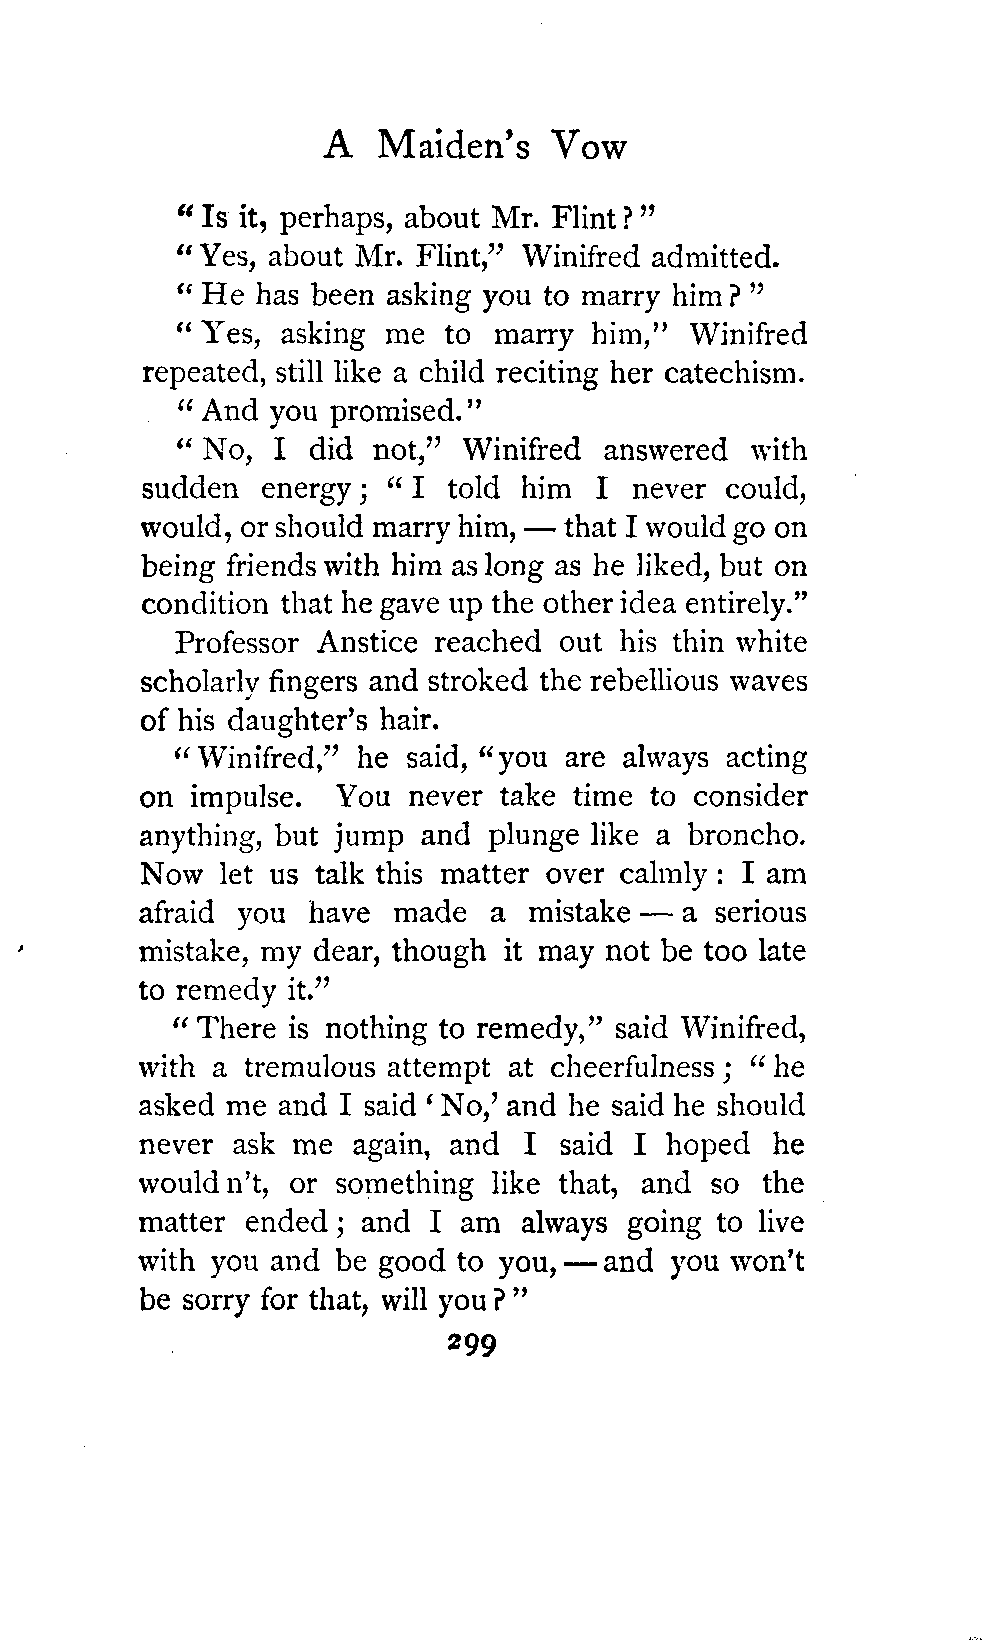 A Maiden's Vow
"Is it, perhaps, about Mr. Flint?"
"Yes, about Mr. Flint," Winifred admitted.
"He has been asking you to marry him?"
"Yes, asking me to marry him," Winifred
repeated, still like a child reciting her catechism.
"And you promised."
"No, I did not," Winifred answered with
sudden energy; "I told him I never could,
would, or should marry him, — that I would go on
being friends with him as long as he liked, but on
condition that he gave up the other idea entirely."
Professor Anstice reached out his thin white
scholarly fingers and stroked the rebellious waves
of his daughter's hair.
"Winifred," he said, "you are always acting
on impulse. You never take time to consider
anything, but jump and plunge like a broncho.
Now let us talk this matter over calmly: I am
afraid you have made a mistake — a serious
mistake, my dear, though it may not be too late
to remedy it."
"There is nothing to remedy," said Winifred,
with a tremulous attempt at cheerfulness; "he
asked me and I said 'No,' and he said he should
never ask me again, and I said I hoped he
would n't, or something like that, and so the
matter ended; and I am always going to live
with you and be good to you, — and you won't
be sorry for that, will you?"
299